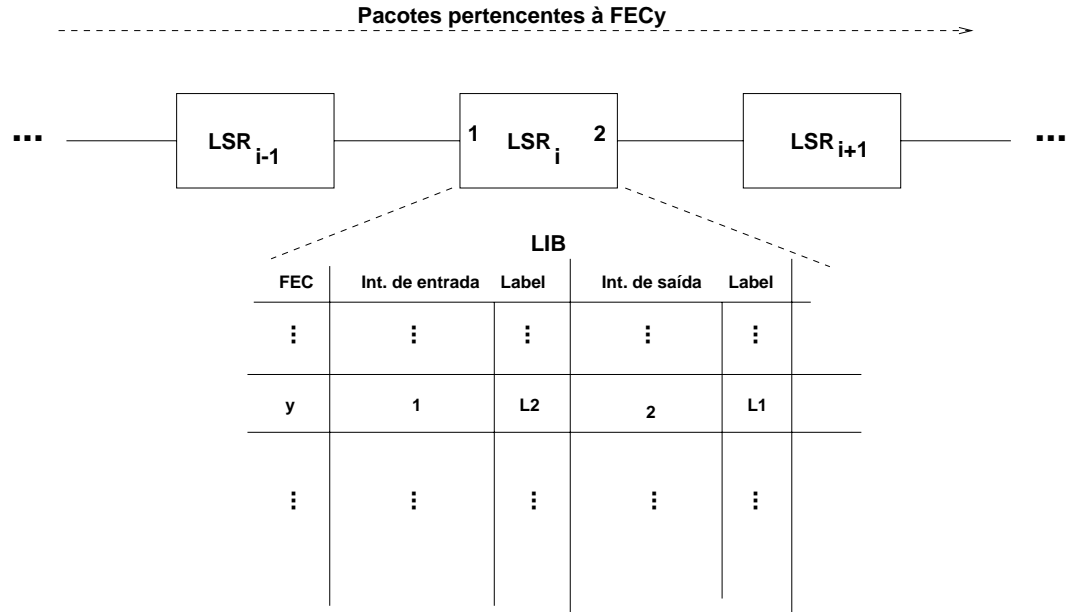 Pacotes pertencentes à FECy
... LSR i-1 1 LSR i 2 LSR i+1 ...
LIB
FEC Int. de entrada Label Int. de saída Label
⋮ ⋮ ⋮ ⋮ ⋮
y 1 L2 2 L1
⋮ ⋮ ⋮ ⋮ ⋮